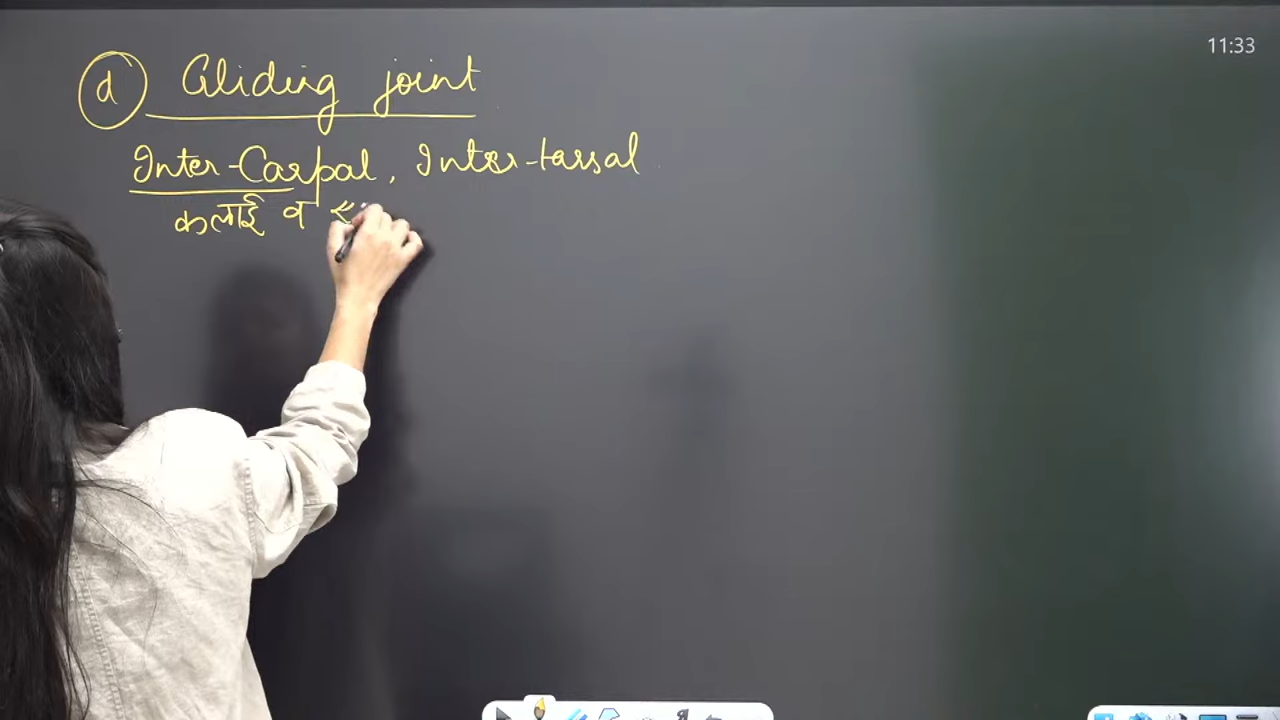 11:33
d Gliding joint
Inter-Carpal, Inter-tarsal
कलाई व